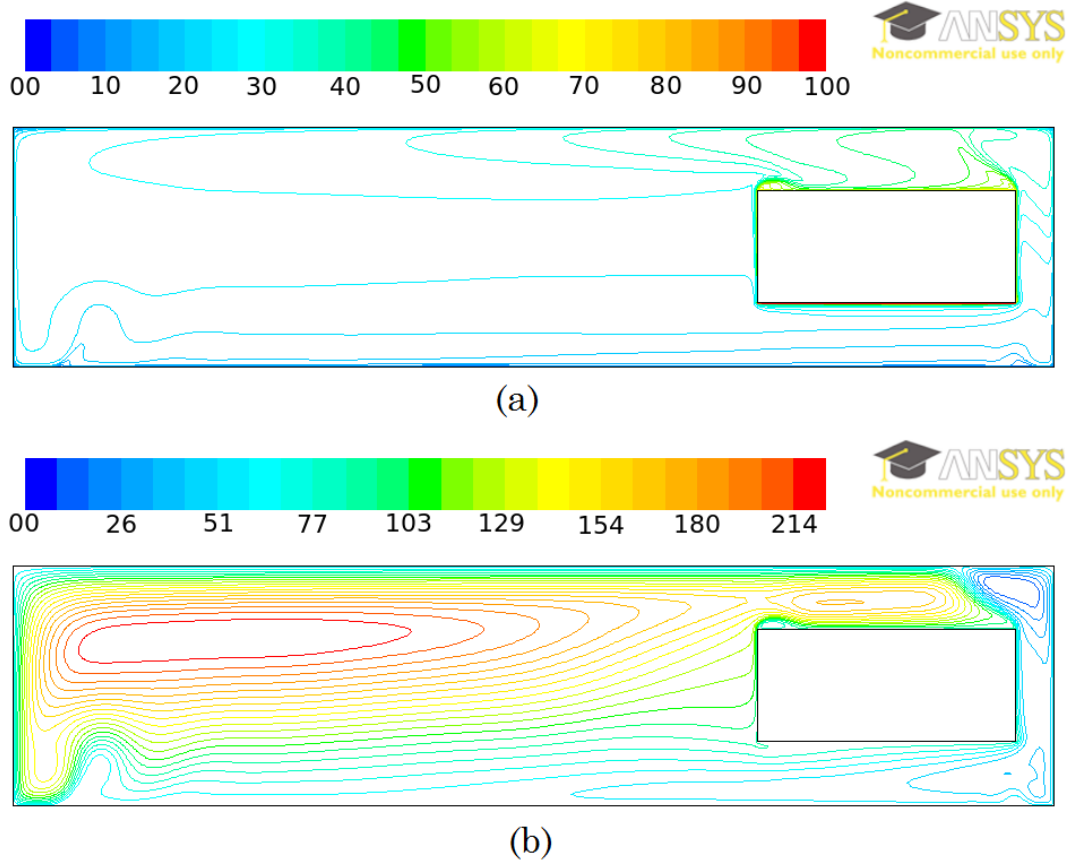 ANSYS
Noncommercial use only
00 10 20 30 40 50 60 70 80 90 100
(a)
ANSYS
Noncommercial use only
00 26 51 77 103 129 154 180 214
(b)